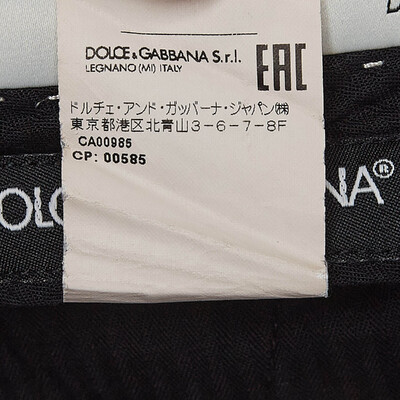 DOLCE & GABBANA S.r.l.
LEGNANO (MI) ITALY
EAC
ドルチェ・アンド・ガッバーナ・ジャパン㈱
東京都港区北青山3-6-7-8F
CA00985
CP: 00585
OLC
NA®